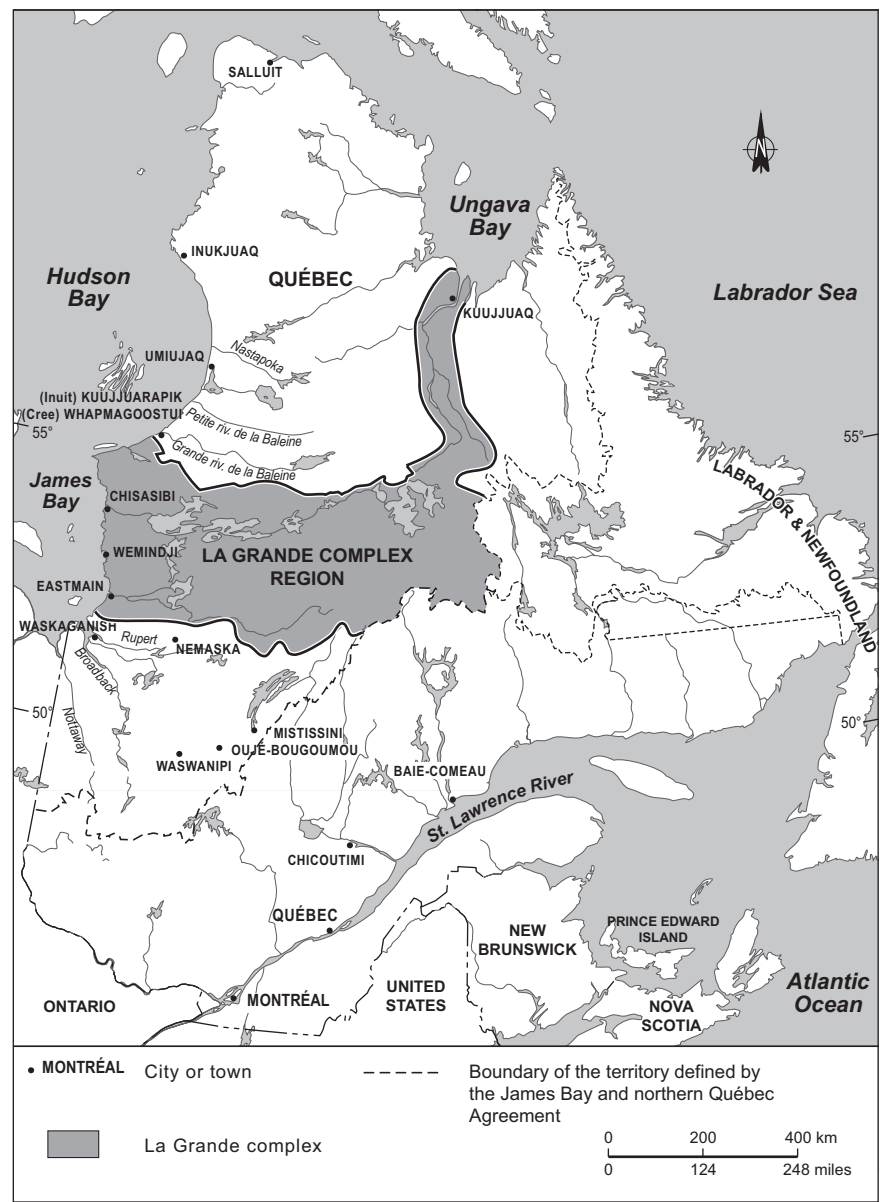 SALLUIT
N
Ungava
Bay
INUKJUAQ
QUÉBEC
Hudson
Bay
Labrador Sea
KUUJJUAQ
UMIUJAQ
Nastapoka
(Inuit) KUUJJUARAPIK
(Cree) WHAPMAGOOSTUI
Petite riv. de la Baleine
55°
55°
Grande riv. de la Baleine
James
Bay
LABRADOR & NEWFOUNDLAND
CHISASIBI
WEMINDJI
LA GRANDE COMPLEX
REGION
EASTMAIN
WASKAGANISH
Rupert
NEMASKA
Broadback
50°
50°
Nottaway
MISTISSINI
OUJÉ-BOUGOUMOU
WASWANIPI
BAIE-COMEAU
St. Lawrence River
CHICOUTIMI
QUÉBEC
NEW
BRUNSWICK
PRINCE EDWARD
ISLAND
MONTRÉAL
UNITED
STATES
ONTARIO
NOVA
SCOTIA
Atlantic
Ocean
MONTRÉAL City or town
Boundary of the territory defined by
the James Bay and northern Québec
Agreement
La Grande complex
0 200 400 km
0 124 248 miles